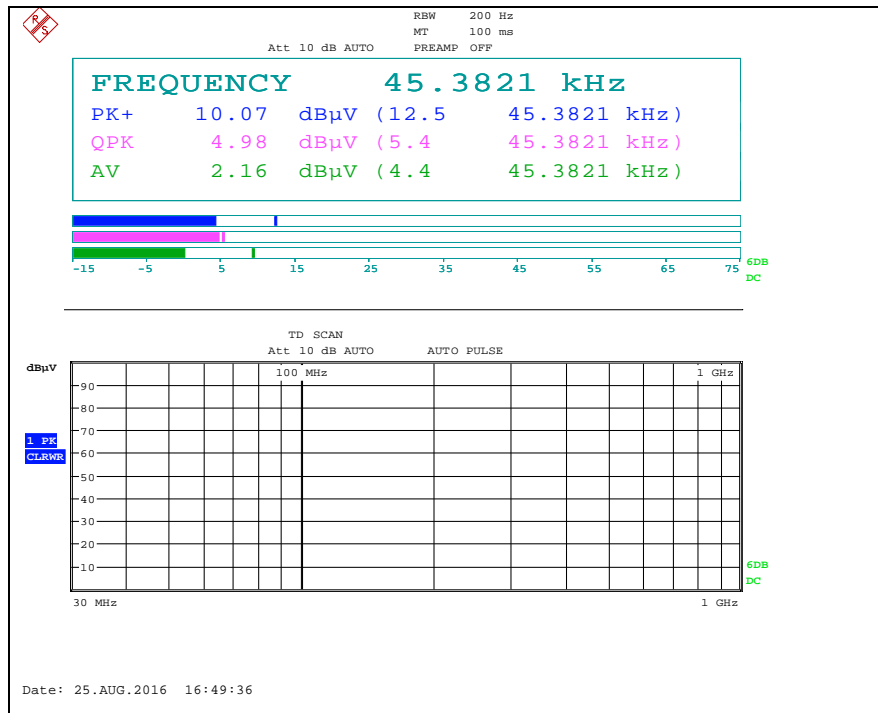 R S
RBW 200 Hz
MT 100 ms
Att 10 dB AUTO PREAMP OFF
FREQUENCY 45.3821 kHz
PK+ 10.07 dBµV (12.5 45.3821 kHz)
QPK 4.98 dBµV (5.4 45.3821 kHz)
AV 2.16 dBµV (4.4 45.3821 kHz)
-15 -5 5 15 25 35 45 55 65 75
6DB
DC
TD SCAN
Att 10 dB AUTO AUTO PULSE
dBµV
100 MHz 1 GHz
90
80
70
1 PK
CLRWR
60
50
40
30
20
10
6DB
DC
30 MHz 1 GHz
Date: 25.AUG.2016 16:49:36